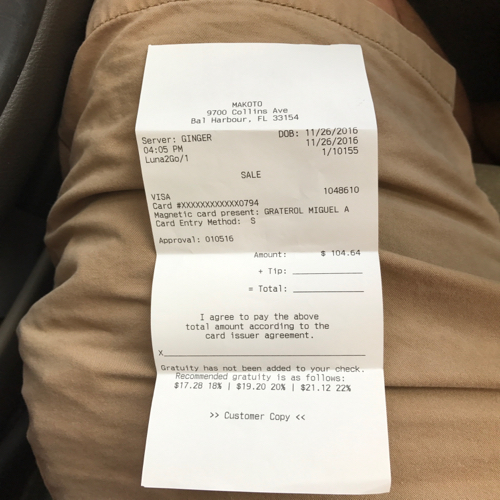 MAKOTO
9700 Collins Ave
Bal Harbour, FL 33154
Server: GINGER DOB: 11/26/2016
04:05 PM 11/26/2016
Luna2Go/1 1/10155
SALE
VISA 1048610
Card #XXXXXXXXXXXX0794
Magnetic card present: GRATEROL MIGUEL A
Card Entry Method: S
Approval: 010516
Amount: $ 104.64
+ Tip: ____________
= Total: ____________
I agree to pay the above
total amount according to the
card issuer agreement.
X________________________________
Gratuity has not been added to your check.
Recommended gratuity is as follows:
$17.28 18% | $19.20 20% | $21.12 22%
>> Customer Copy <<